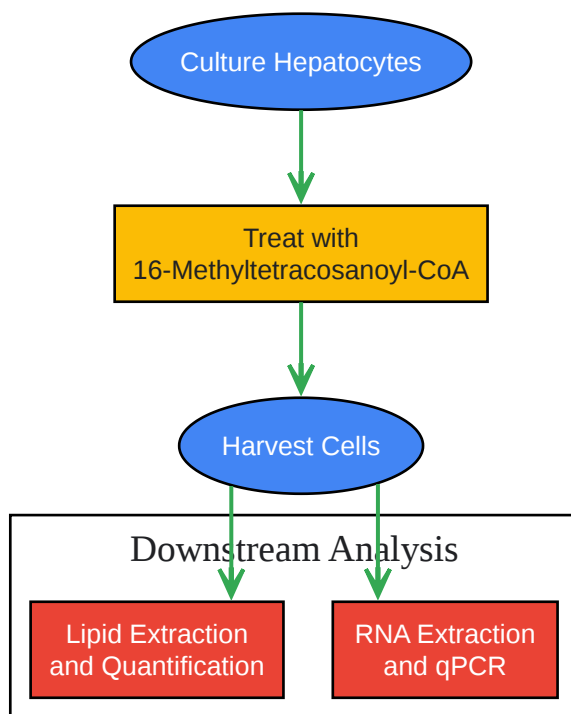 Culture Hepatocytes
Treat with
16-Methyltetracosanoyl-CoA
Harvest Cells
Downstream Analysis
Lipid Extraction
and Quantification
RNA Extraction
and qPCR